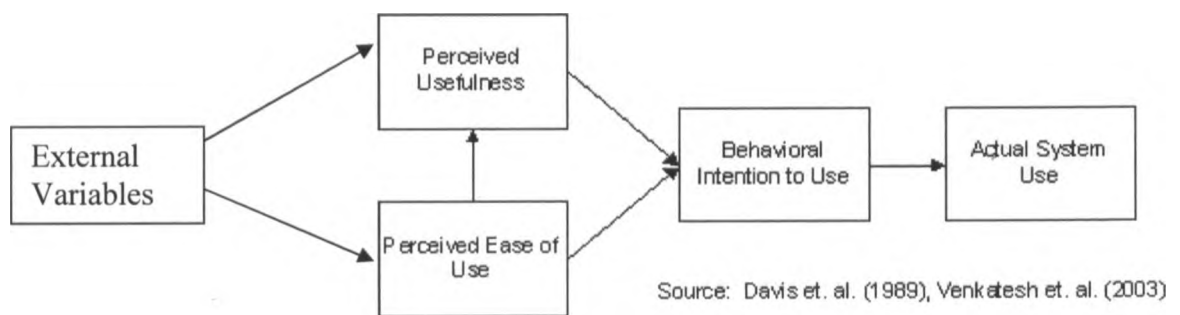 External
Variables
Perceived
Usefulness
Perceived Ease of
Use
Behavioral
Intention to Use
Actual System
Use
Source: Davis et. al. (1989), Venkatesh et. al. (2003)